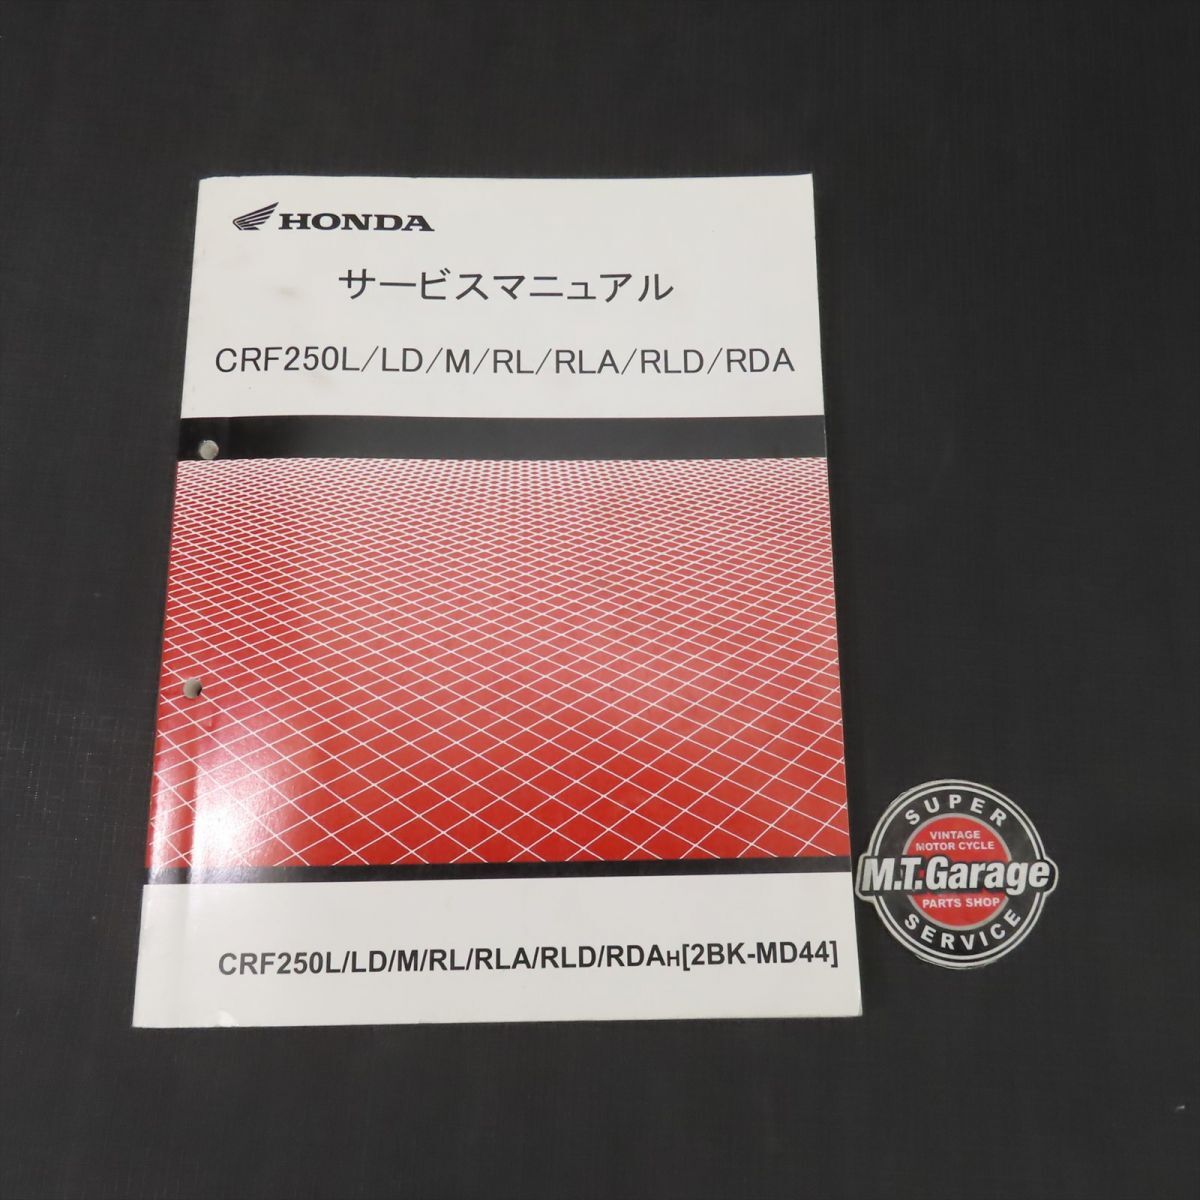 HONDA
サービスマニュアル
CRF250L/LD/M/RL/RLA/RLD/RDA
CRF250L/LD/M/RL/RLA/RLD/RDAH[2BK-MD44]
SUPER
VINTAGE
MOTOR CYCLE
M.T.Garage
PARTS SHOP
SERVICE